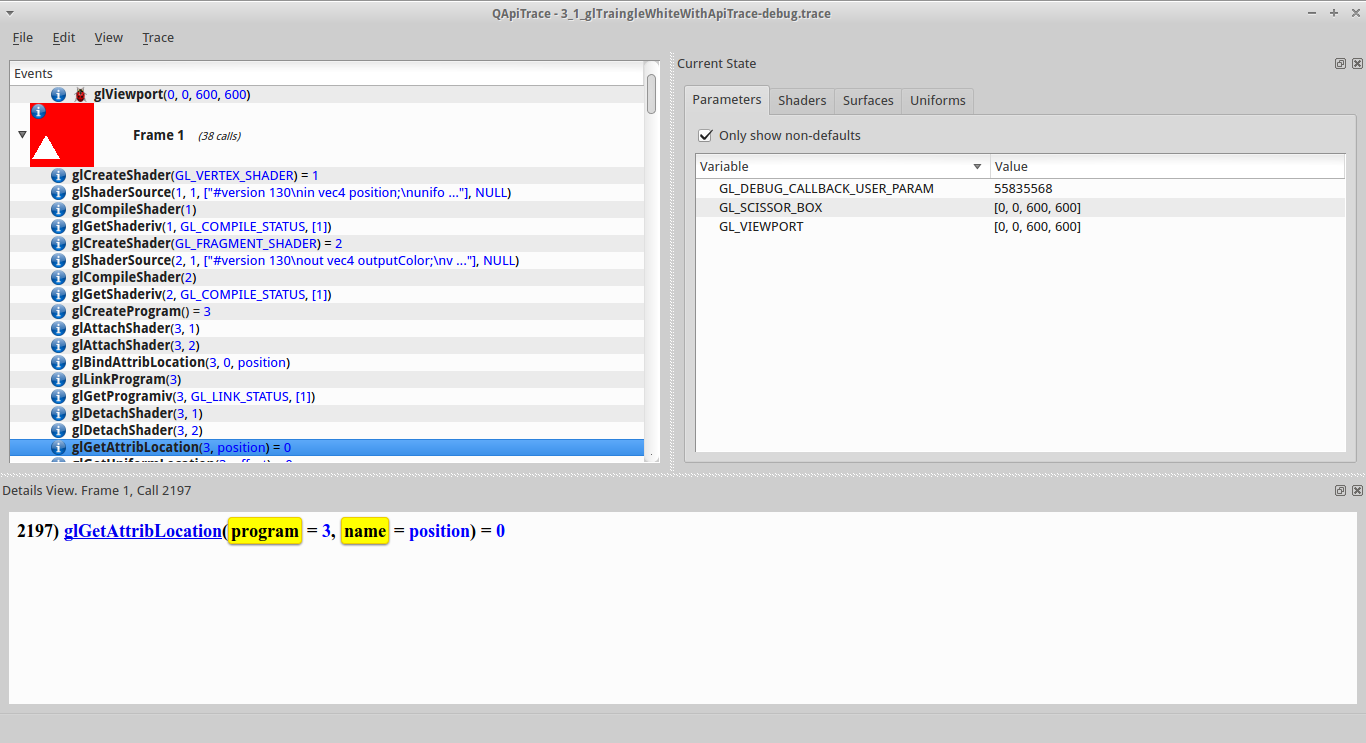 QApiTrace - 3_1_glTraingleWhiteWithApiTrace-debug.trace
File Edit View Trace
Events
glViewport(0, 0, 600, 600)
Frame 1 (38 calls)
glCreateShader(GL_VERTEX_SHADER) = 1
glShaderSource(1, 1, ["#version 130\nin vec4 position;\nunifo ..."], NULL)
glCompileShader(1)
glGetShaderiv(1, GL_COMPILE_STATUS, [1])
glCreateShader(GL_FRAGMENT_SHADER) = 2
glShaderSource(2, 1, ["#version 130\nout vec4 outputColor;\nv ..."], NULL)
glCompileShader(2)
glGetShaderiv(2, GL_COMPILE_STATUS, [1])
glCreateProgram() = 3
glAttachShader(3, 1)
glAttachShader(3, 2)
glBindAttribLocation(3, 0, position)
glLinkProgram(3)
glGetProgramiv(3, GL_LINK_STATUS, [1])
glDetachShader(3, 1)
glDetachShader(3, 2)
glGetAttribLocation(3, position) = 0
Current State
Parameters Shaders Surfaces Uniforms
Only show non-defaults
Variable Value
GL_DEBUG_CALLBACK_USER_PARAM 55835568
GL_SCISSOR_BOX [0, 0, 600, 600]
GL_VIEWPORT [0, 0, 600, 600]
Details View. Frame 1, Call 2197
2197) glGetAttribLocation(program = 3, name = position) = 0